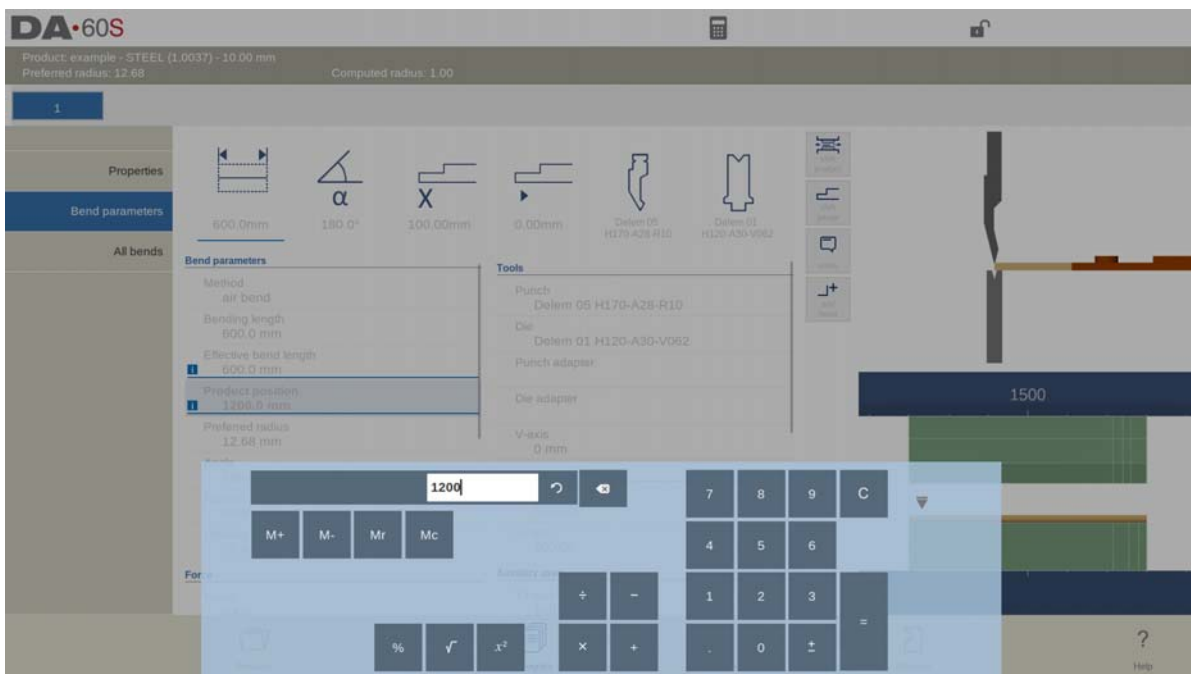 DA•60S
Product: example - STEEL (1.0037) - 10.00 mm
Preferred radius: 12.68 Computed radius: 1.00
1
Properties
Bend parameters
All bends
α
X
600.0mm 180.0° 100.00mm 0.00mm Delem 05 Delem 01
H170-A28-R10 H120-A30-V062
Bend parameters
Method
air bend
Bending length
600.0 mm
Effective bend length
600.0 mm
Product position
1200.0 mm
Preferred radius
12.68 mm
Tools
Punch
Delem 05 H170-A28-R10
Die
Delem 01 H120-A30-V062
Punch adapter
Die adapter
V-axis
0 mm
1500
1200
7 8 9 C
M+ M- Mr Mc
4 5 6
÷ − 1 2 3
% √ x² × + . 0 ± =
?
Help